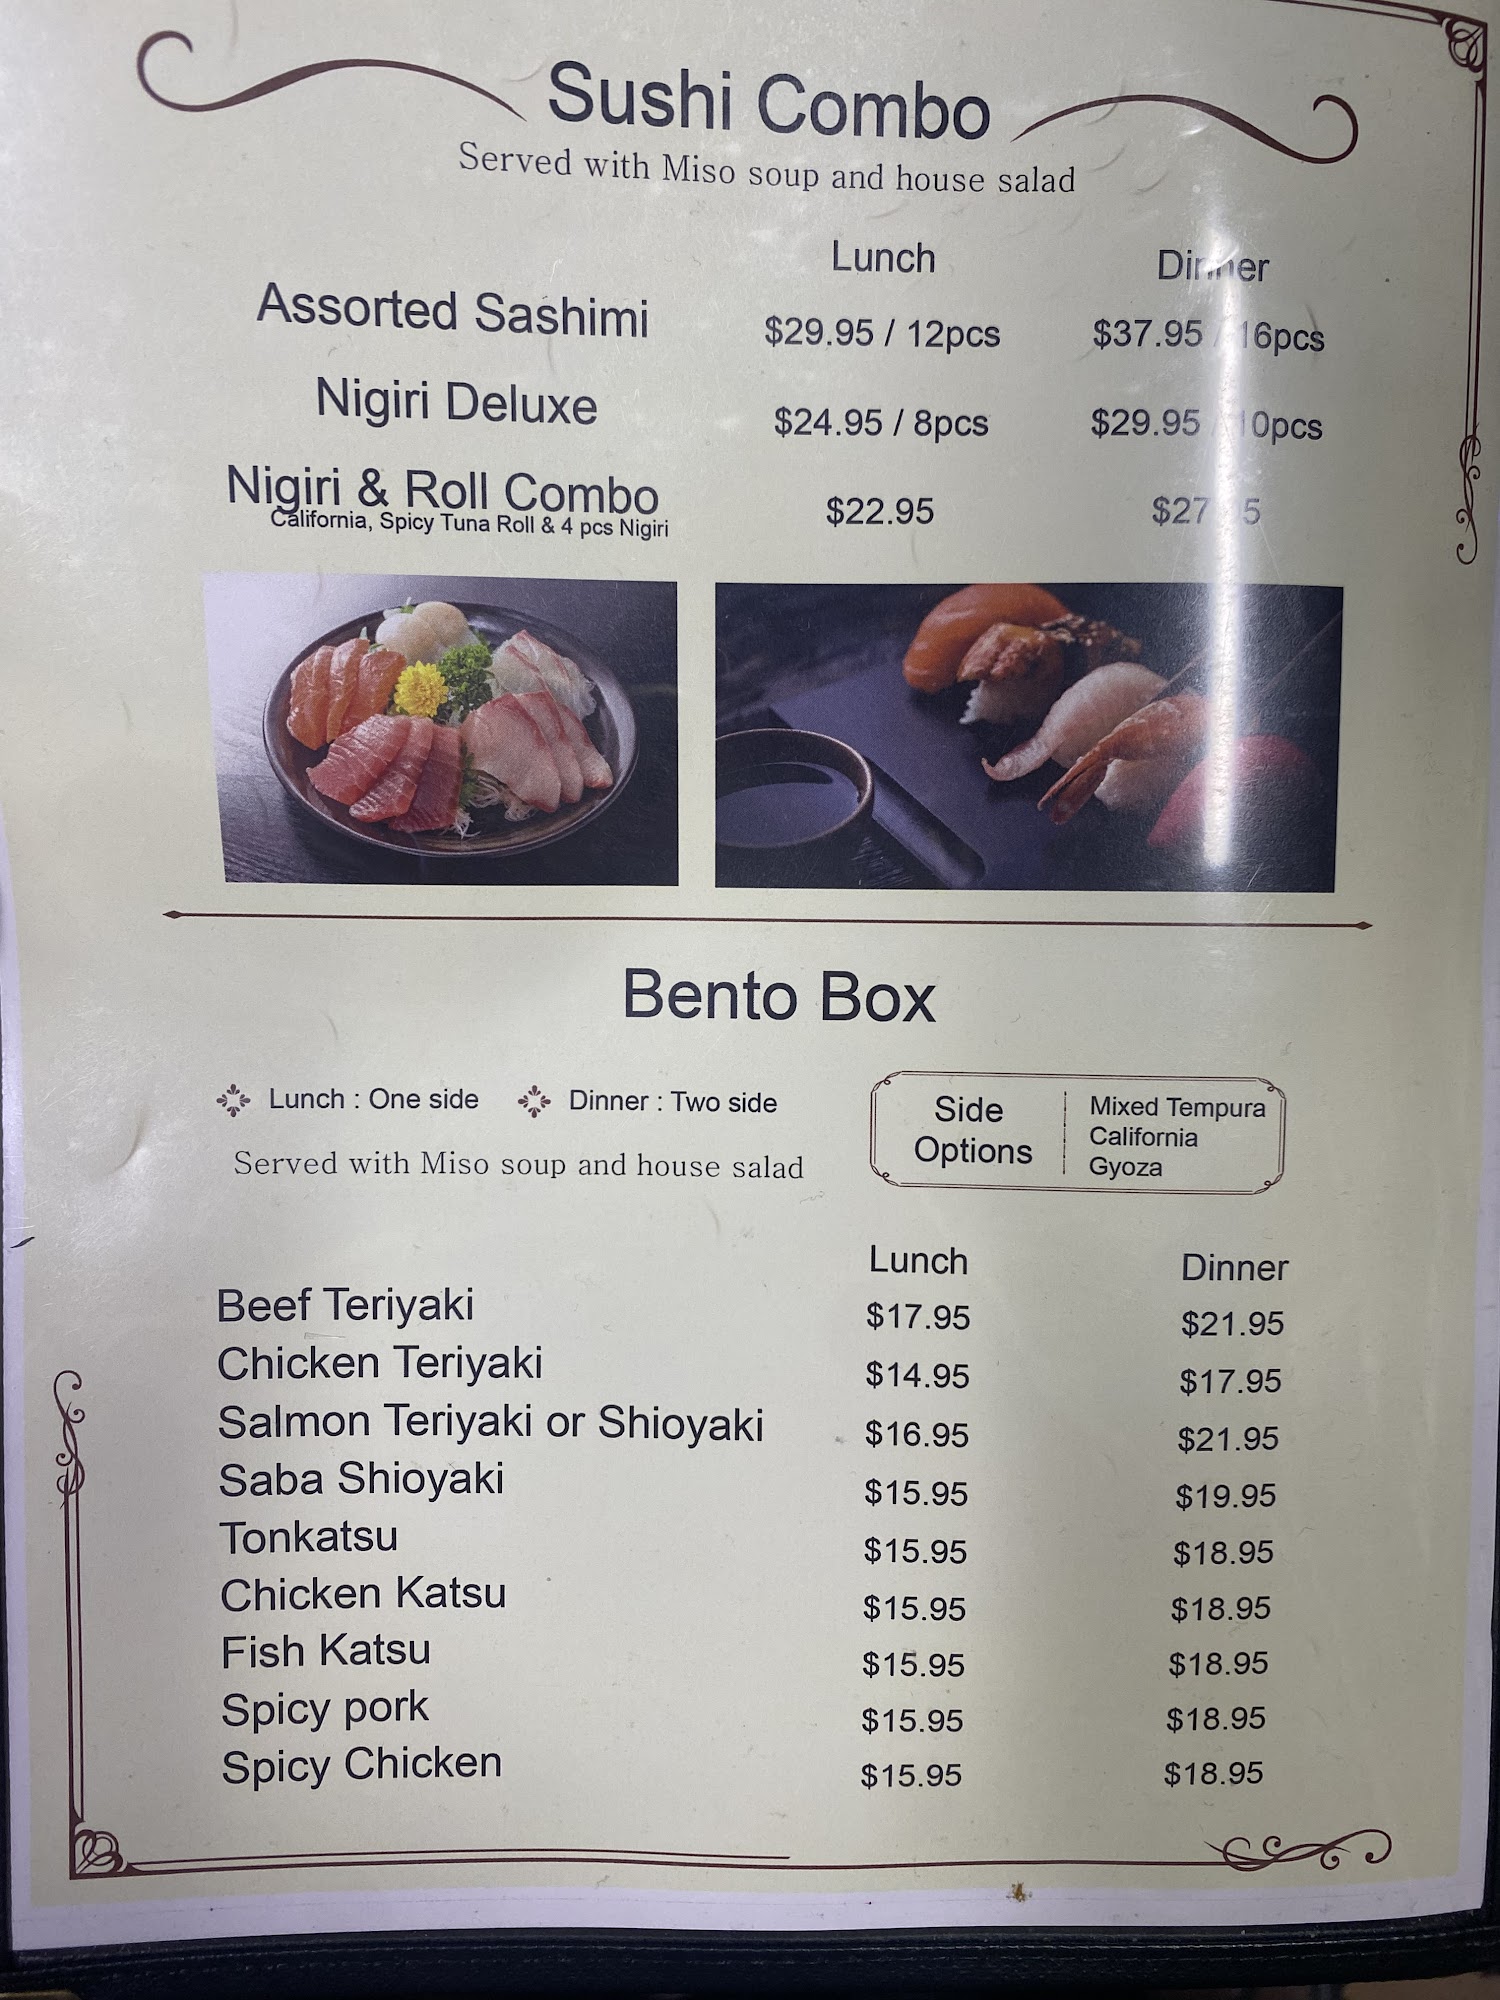 Sushi Combo
Served with Miso soup and house salad
Lunch Dinner
Assorted Sashimi $29.95 / 12pcs $37.95 / 16pcs
Nigiri Deluxe $24.95 / 8pcs $29.95 / 10pcs
Nigiri & Roll Combo $22.95
California, Spicy Tuna Roll & 4 pcs Nigiri
Bento Box
Lunch : One side Dinner : Two side
Served with Miso soup and house salad
Side Options
Mixed Tempura
California
Gyoza
Lunch Dinner
Beef Teriyaki $17.95 $21.95
Chicken Teriyaki $14.95 $17.95
Salmon Teriyaki or Shioyaki $16.95 $21.95
Saba Shioyaki $15.95 $19.95
Tonkatsu $15.95 $18.95
Chicken Katsu $15.95 $18.95
Fish Katsu $15.95 $18.95
Spicy pork $15.95 $18.95
Spicy Chicken $15.95 $18.95